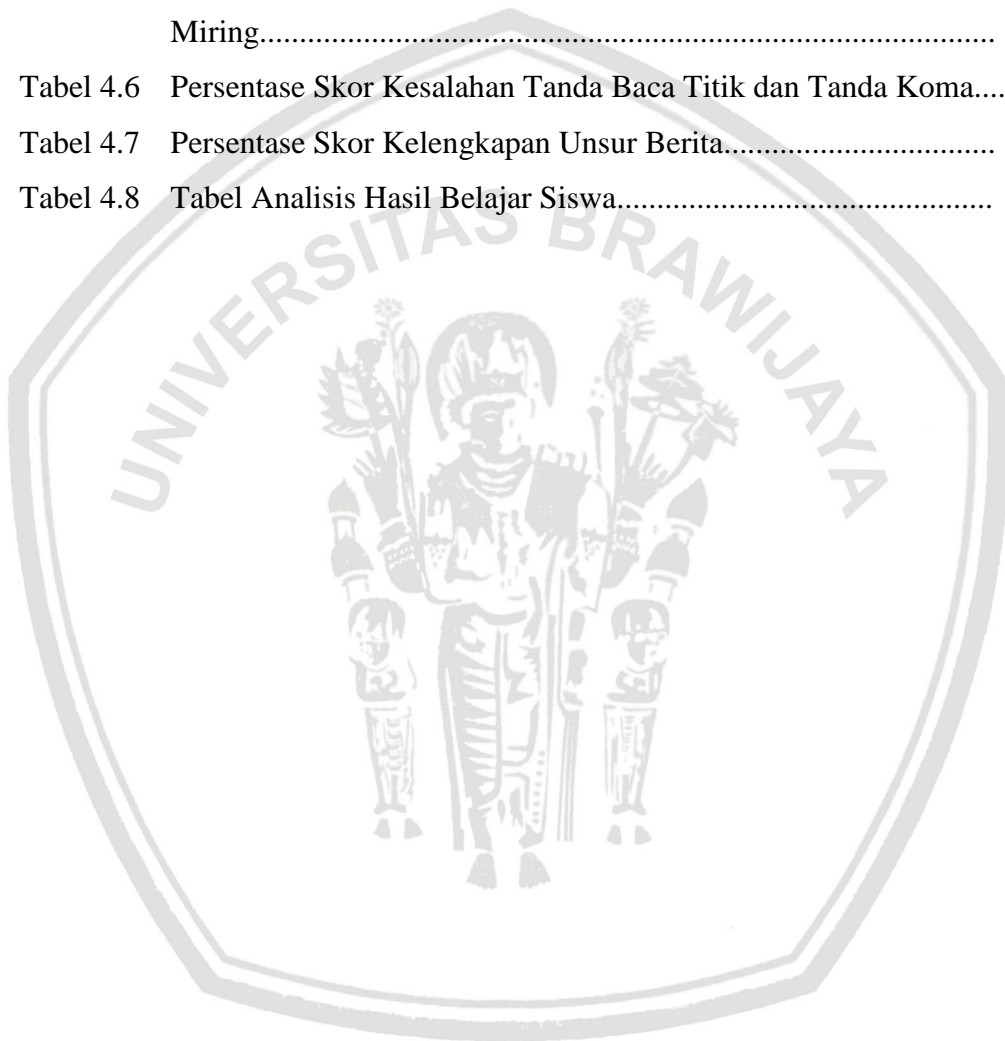 Miring............................................................................................
Tabel 4.6 Persentase Skor Kesalahan Tanda Baca Titik dan Tanda Koma....
Tabel 4.7 Persentase Skor Kelengkapan Unsur Berita..................................
Tabel 4.8 Tabel Analisis Hasil Belajar Siswa...............................................
UNIVERSITAS BRAWIJAYA